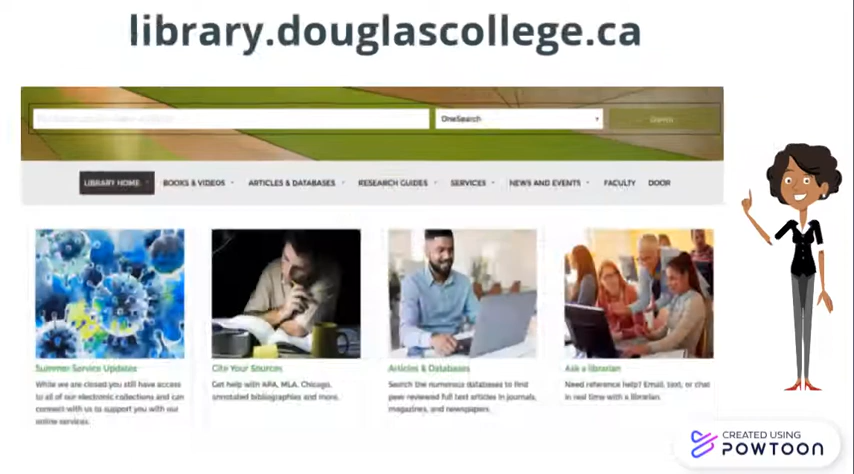 library.douglascollege.ca
OneSearch
Search
LIBRARY HOME BOOKS & VIDEOS ARTICLES & DATABASES RESEARCH GUIDES SERVICES NEWS AND EVENTS FACULTY DOOR
Summer Service Updates
While we are closed you still have access
to all of our electronic collections and can
connect with us to support you with our
online services.
Cite Your Sources
Get help with APA, MLA, Chicago,
annotated bibliographies and more.
Articles & Databases
Search the numerous databases to find
peer reviewed full text articles in journals,
magazines, and newspapers.
Ask a librarian
Need reference help? Email, text, or chat
in real time with a librarian.
CREATED USING
POWTOON